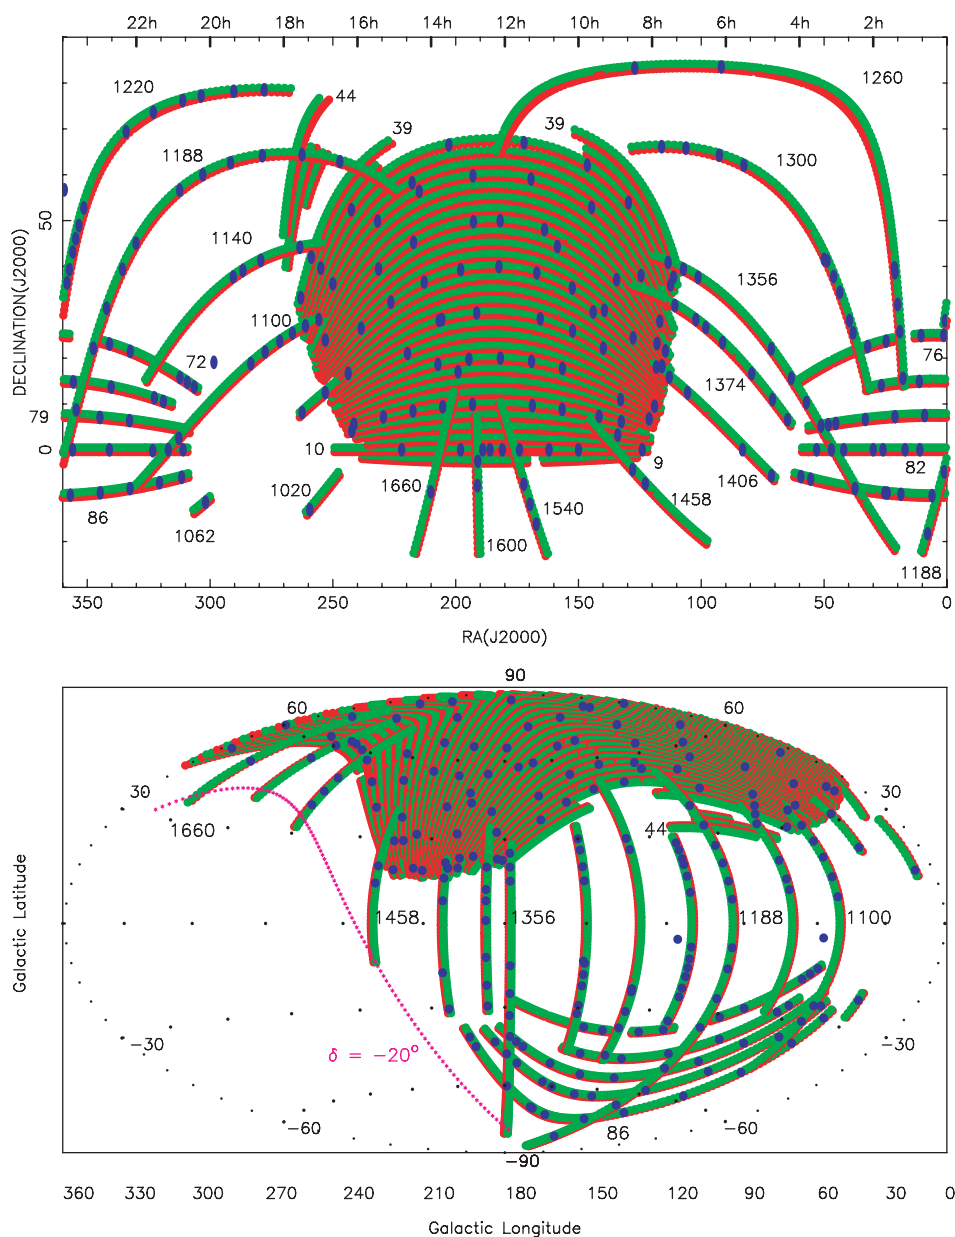 22h 20h 18h 16h 14h 12h 10h 8h 6h 4h 2h
1220 44 39 39 1260
1188 1300
50
1140
1356
1100
72 76
1374
79
0
10 9 82
1660 1406
1020 1458
86 1540
1062 1600
1188
DECLINATION(J2000)
350 300 250 200 150 100 50 0
RA(J2000)
90
60 60
30 30
1660 44
1458 1356 1188 1100
Galactic Latitude
-30 δ = -20° -30
-60 86 -60
-90
360 300 240 210 180 150 120 90 60 30 0
Galactic Longitude